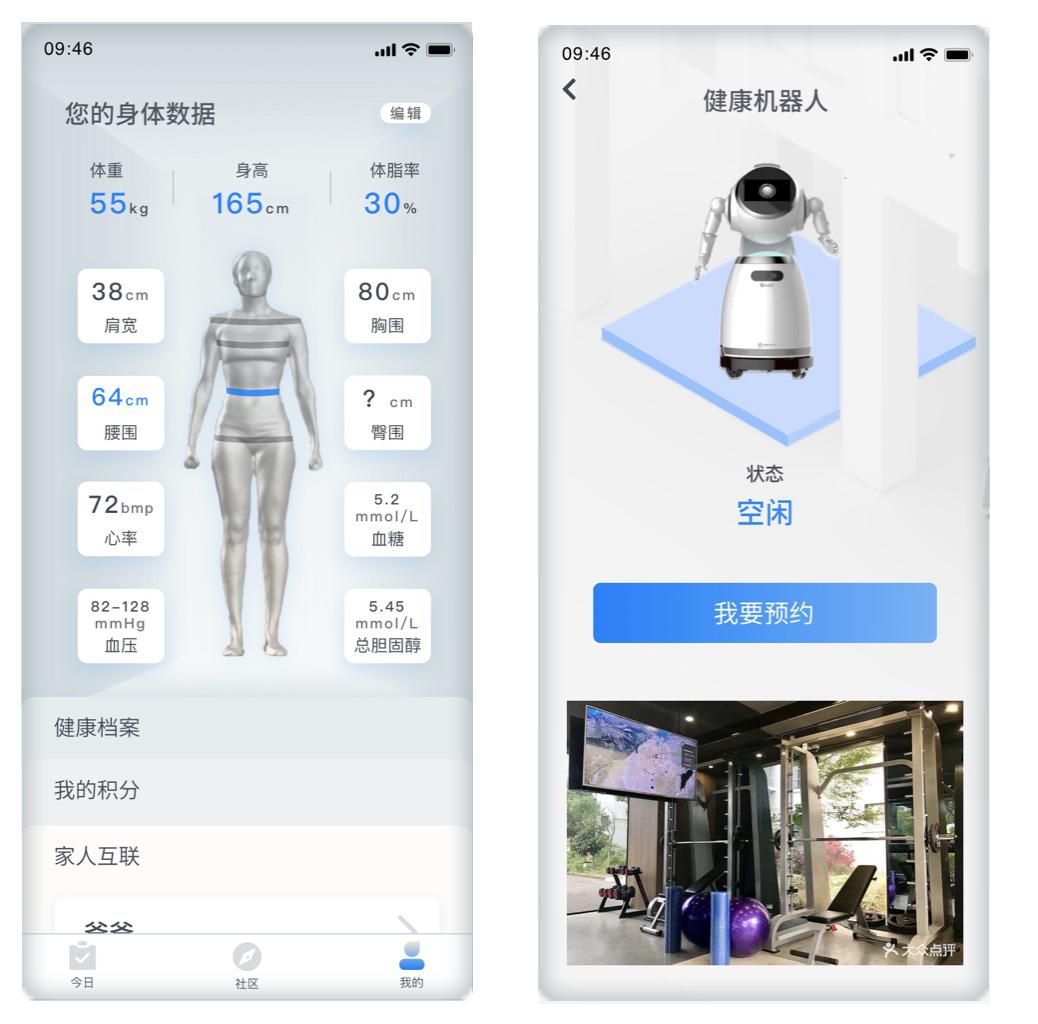 09:46
您的身体数据
编辑
体重
身高
体脂率
55kg
165cm
30%
38cm
肩宽
80cm
胸围
64cm
腰围
? cm
臀围
72bmp
心率
5.2
mmol/L
血糖
82-128
mmHg
血压
5.45
mmol/L
总胆固醇
健康档案
我的积分
家人互联
爸爸
今日
社区
我的
09:46
健康机器人
状态
空闲
我要预约
大众点评